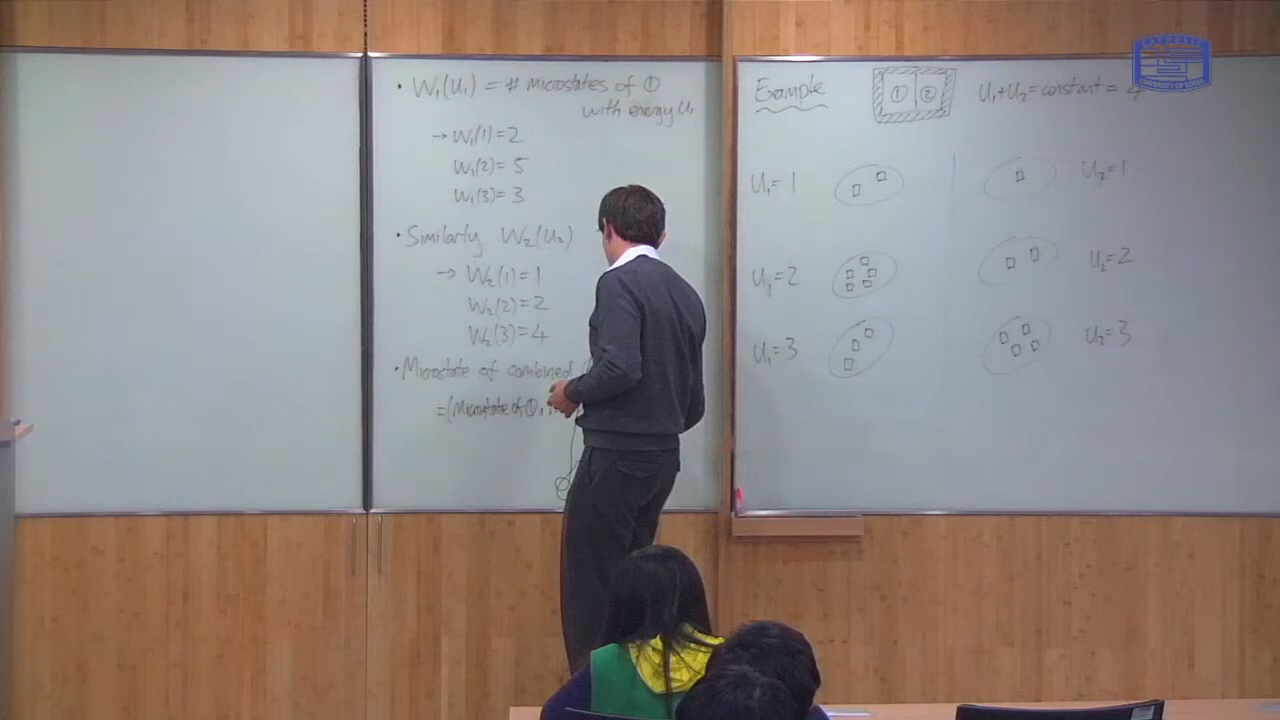 • W₁(U₁) = # microstates of ①
with energy U₁
→ W₁(1) = 2
W₁(2) = 5
W₁(3) = 3
• Similarly W₂(U₂)
→ W₂(1) = 1
W₂(2) = 2
W₂(3) = 4
• Microstate of combined
= (Microstate of ①,
Example
① ②
U₁+U₂ = constant = 4
U₁ = 1
U₂ = 1
U₁ = 2
U₂ = 2
U₁ = 3
U₂ = 3